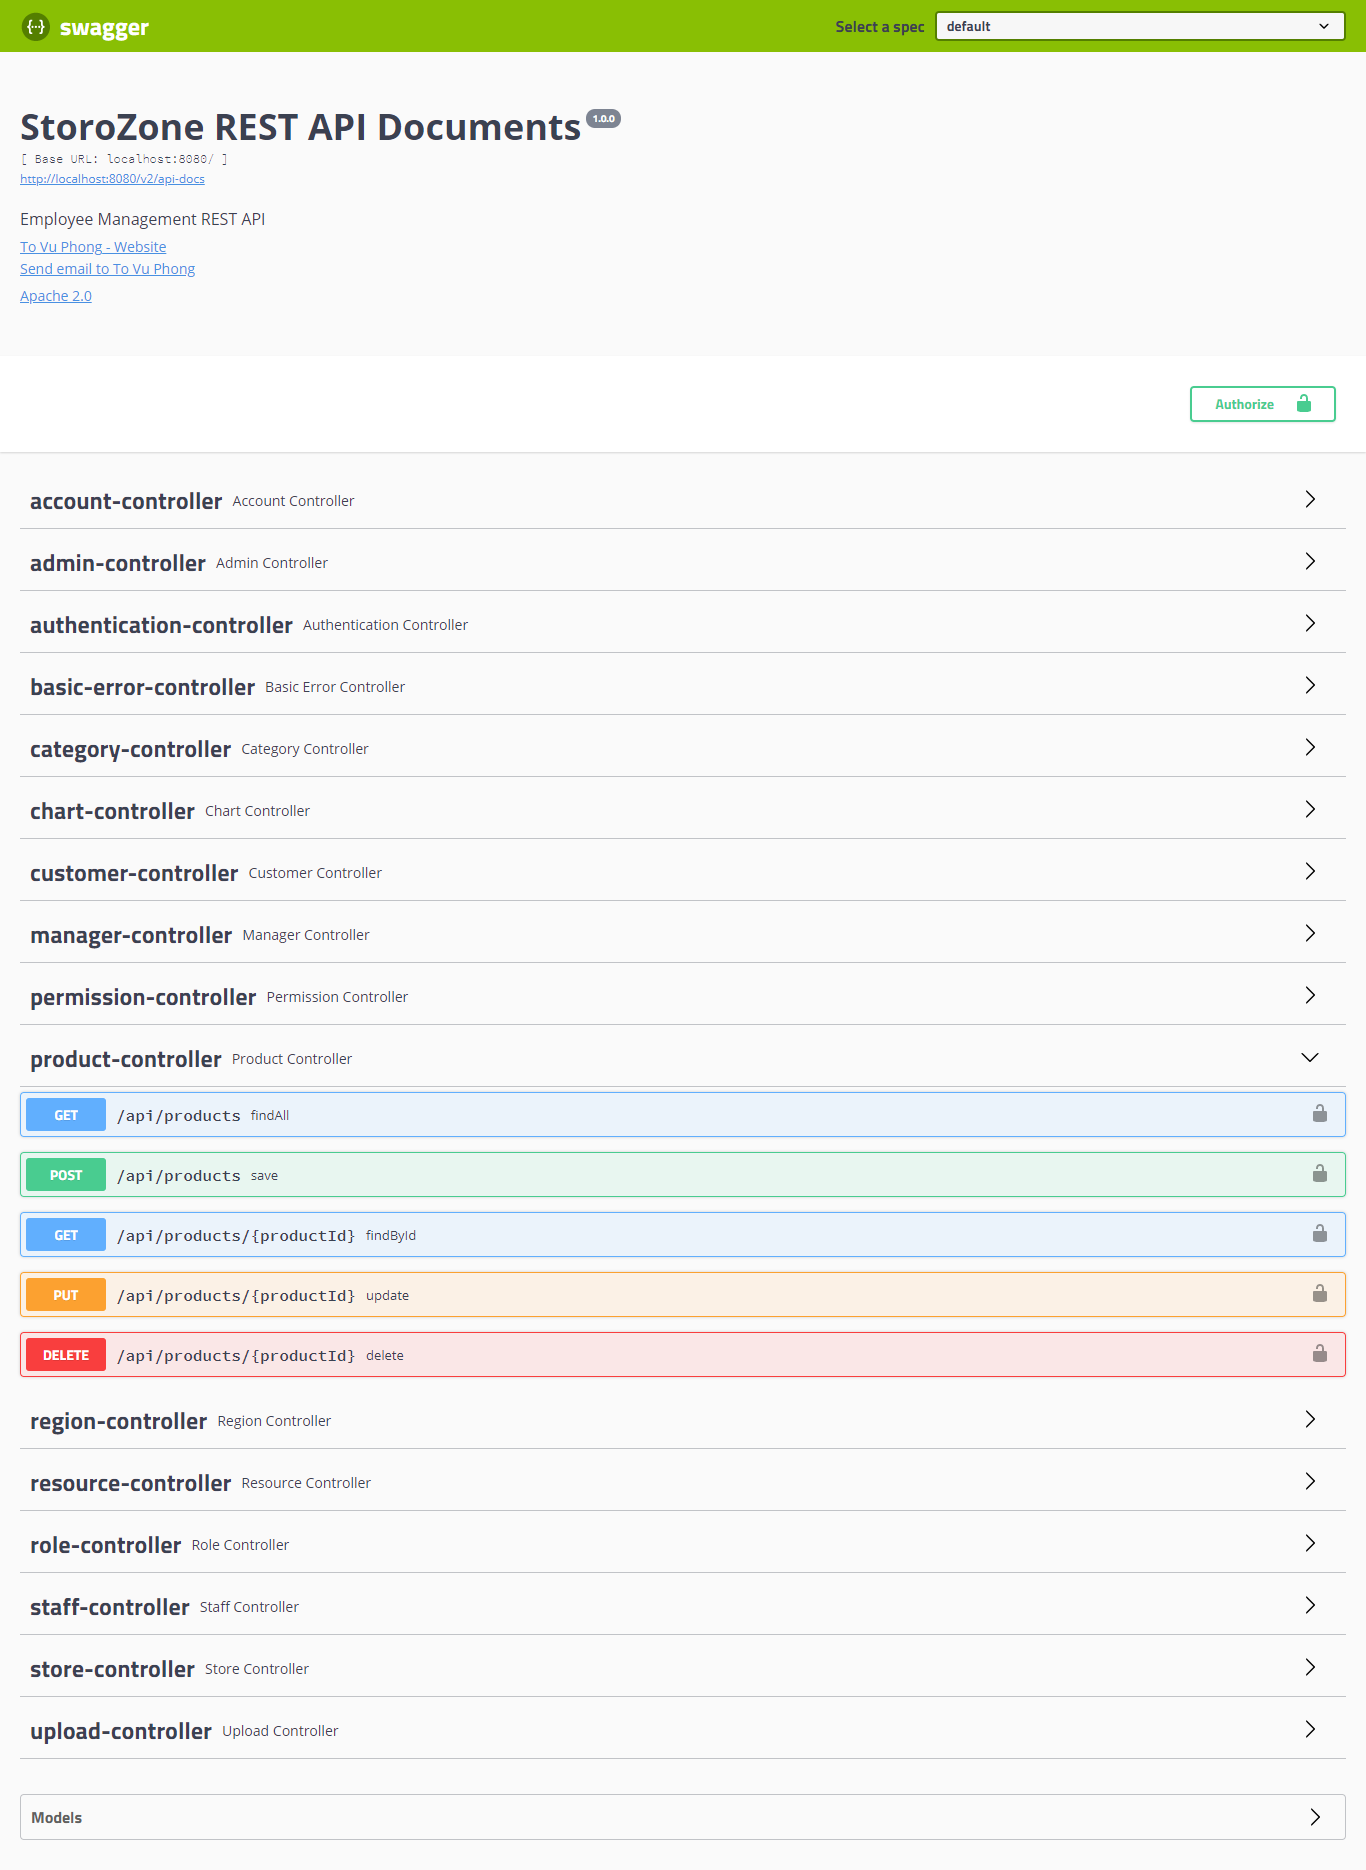 swagger
Select a spec default
StoroZone REST API Documents 1.0.0
[ Base URL: localhost:8080/ ]
http://localhost:8080/v2/api-docs
Employee Management REST API
To Vu Phong - Website
Send email to To Vu Phong
Apache 2.0
Authorize
account-controller Account Controller
admin-controller Admin Controller
authentication-controller Authentication Controller
basic-error-controller Basic Error Controller
category-controller Category Controller
chart-controller Chart Controller
customer-controller Customer Controller
manager-controller Manager Controller
permission-controller Permission Controller
product-controller Product Controller
GET /api/products findAll
POST /api/products save
GET /api/products/{productId} findById
PUT /api/products/{productId} update
DELETE /api/products/{productId} delete
region-controller Region Controller
resource-controller Resource Controller
role-controller Role Controller
staff-controller Staff Controller
store-controller Store Controller
upload-controller Upload Controller
Models